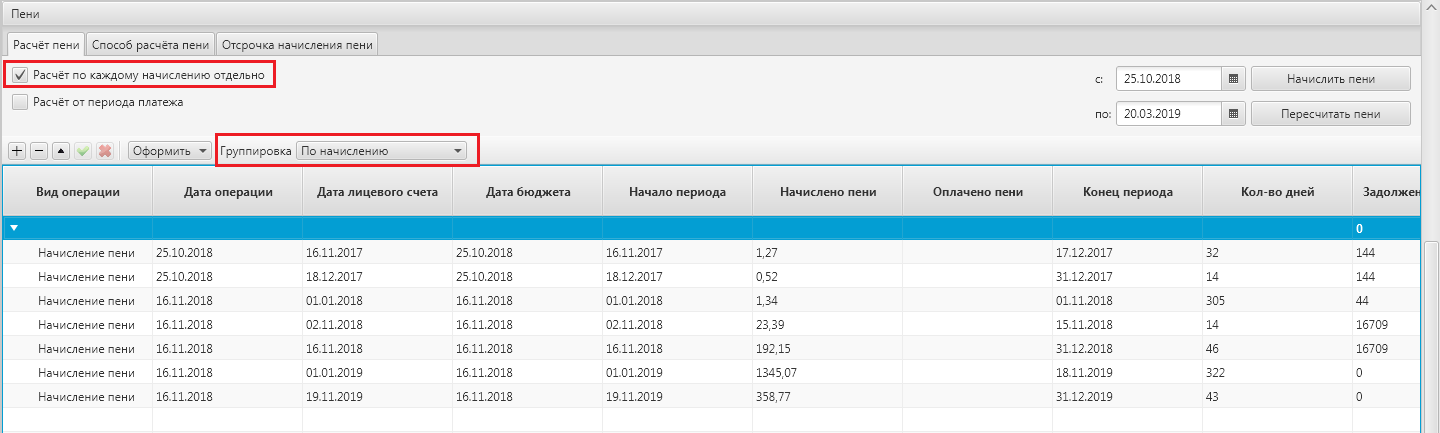 Пени
Расчёт пени Способ расчёта пени Отсрочка начисления пени
Расчёт по каждому начислению отдельно с: 25.10.2018 Начислить пени
Расчёт от периода платежа
по: 20.03.2019 Пересчитать пени
Оформить Группировка По начислению
Вид операции Дата операции Дата лицевого счета Дата бюджета Начало периода Начислено пени Оплачено пени Конец периода Кол-во дней Задолжен
0
Начисление пени 25.10.2018 16.11.2017 25.10.2018 16.11.2017 1,27 17.12.2017 32 144
Начисление пени 25.10.2018 18.12.2017 25.10.2018 18.12.2017 0,52 31.12.2017 14 144
Начисление пени 16.11.2018 01.01.2018 16.11.2018 01.01.2018 1,34 01.11.2018 305 44
Начисление пени 16.11.2018 02.11.2018 16.11.2018 02.11.2018 23,39 15.11.2018 14 16709
Начисление пени 16.11.2018 16.11.2018 16.11.2018 16.11.2018 192,15 31.12.2018 46 16709
Начисление пени 16.11.2018 01.01.2019 16.11.2018 01.01.2019 1345,07 18.11.2019 322 0
Начисление пени 16.11.2018 19.11.2019 16.11.2018 19.11.2019 358,77 31.12.2019 43 0